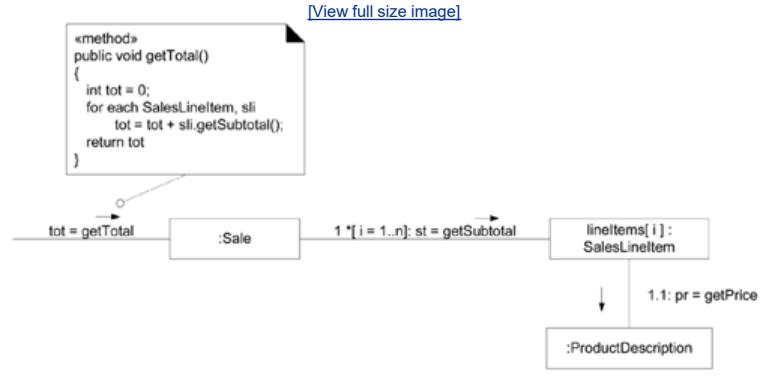 [View full size image]
«method»
public void getTotal()
{
int tot = 0;
for each SalesLineItem, sli
tot = tot + sli.getSubtotal();
return tot
}
tot = getTotal
:Sale
1 *[ i = 1..n]: st = getSubtotal
lineItems[ i ] :
SalesLineItem
1.1: pr = getPrice
:ProductDescription